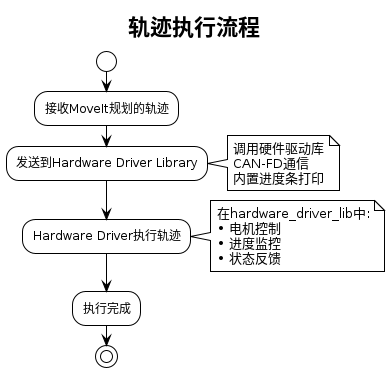 轨迹执行流程
接收MoveIt规划的轨迹
发送到Hardware Driver Library
调用硬件驱动库
CAN-FD通信
内置进度条打印
Hardware Driver执行轨迹
在hardware_driver_lib中:
• 电机控制
• 进度监控
• 状态反馈
执行完成